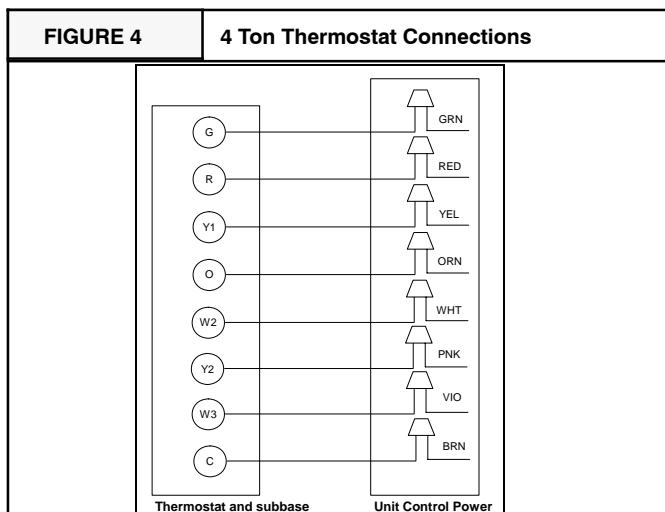 FIGURE 4 4 Ton Thermostat Connections
G GRN
R RED
Y1 YEL
O ORN
W2 WHT
Y2 PNK
W3 VIO
C BRN
Thermostat and subbase Unit Control Power